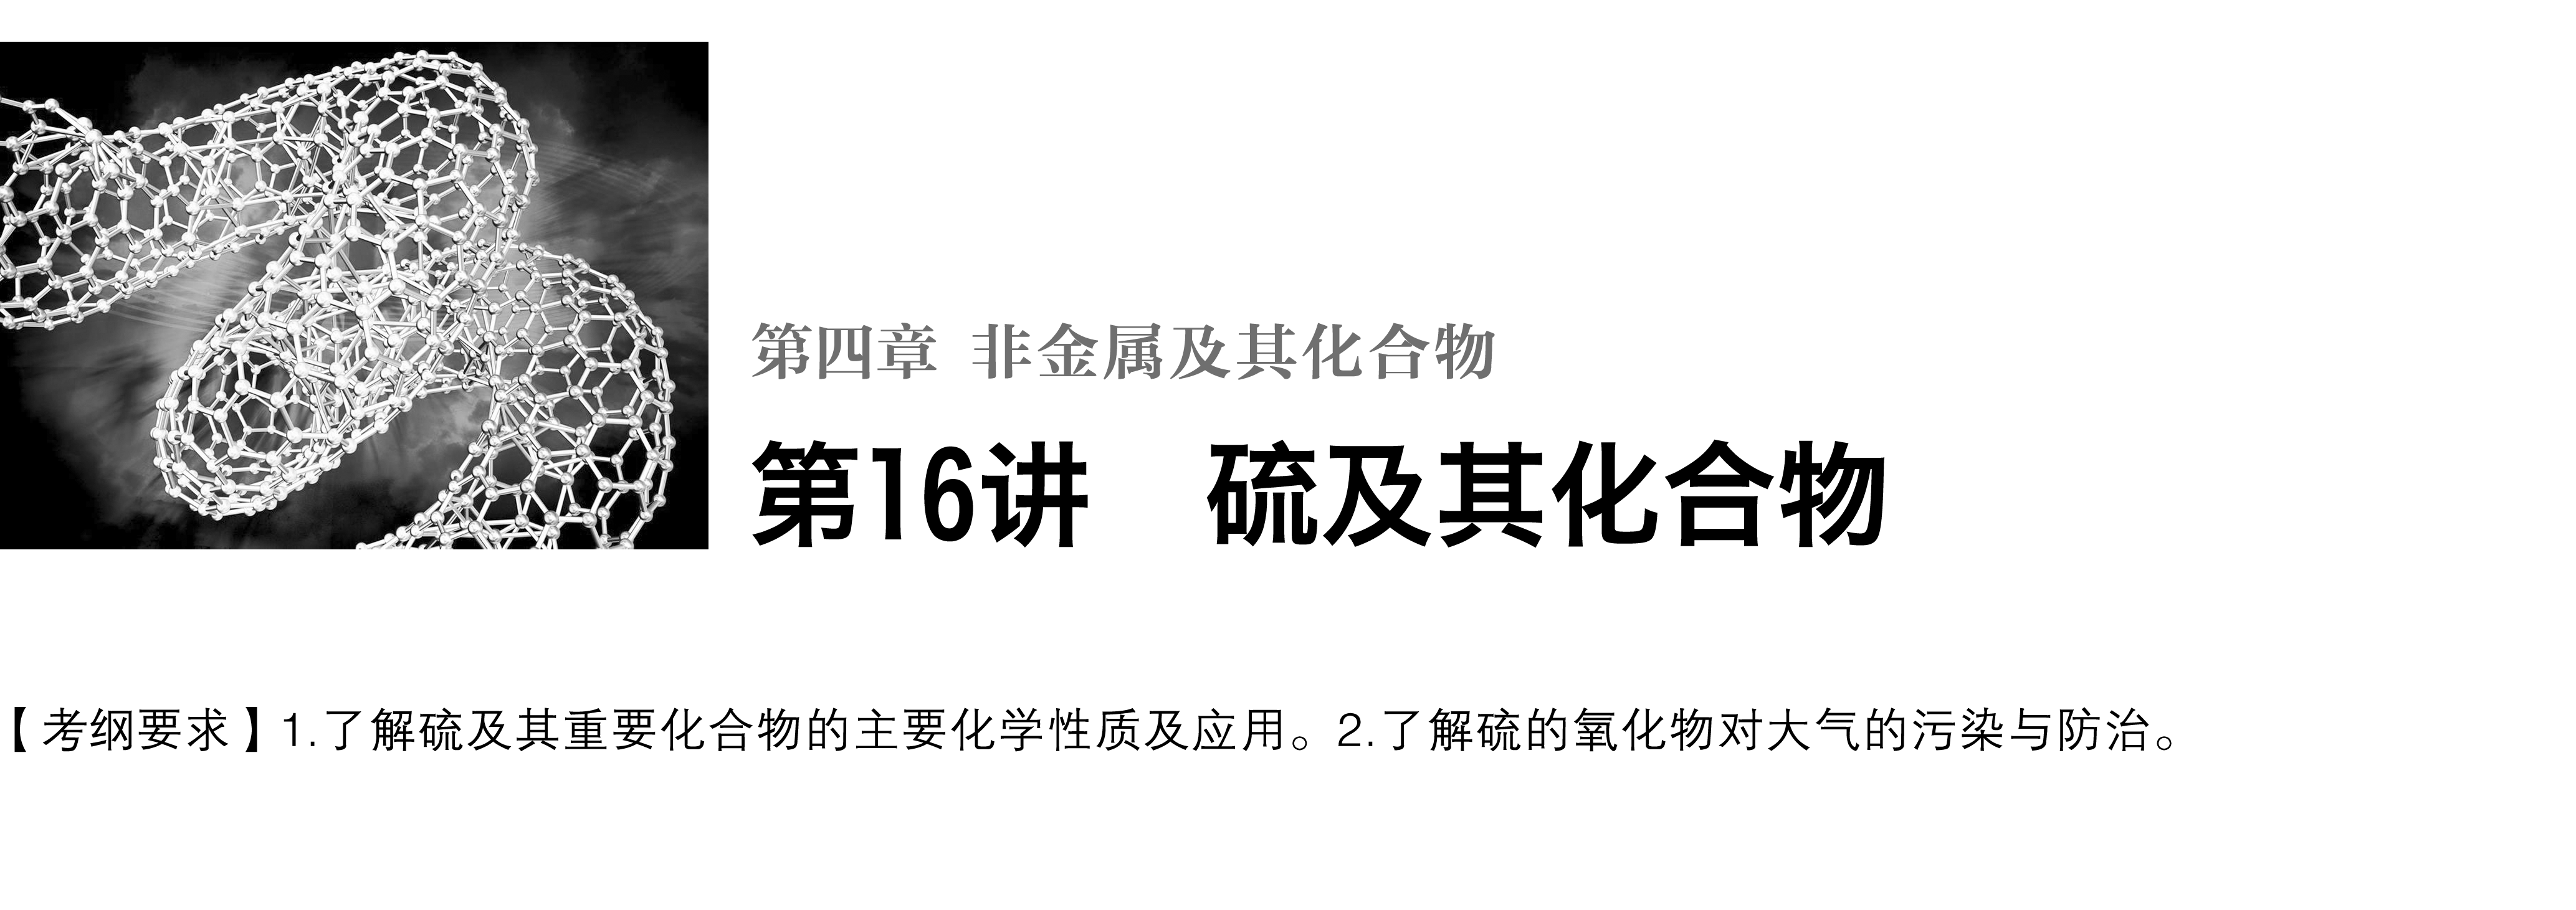 第四章 非金属及其化合物
第16讲 硫及其化合物
【考纲要求】1.了解硫及其重要化合物的主要化学性质及应用。2.了解硫的氧化物对大气的污染与防治。